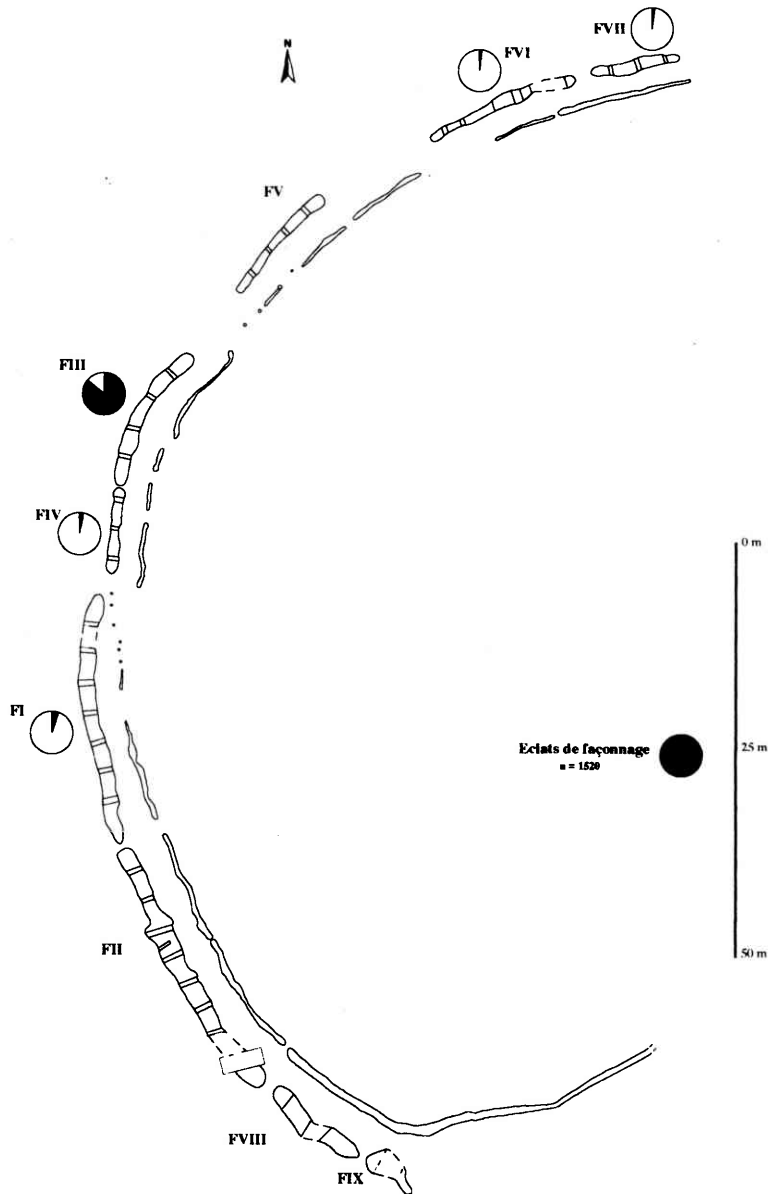 FVII
FVI
N
FV
FIII
FIV
0 m
FI
Eclats de façonnage
n = 1520
25 m
FII
50 m
FVIII
FIX